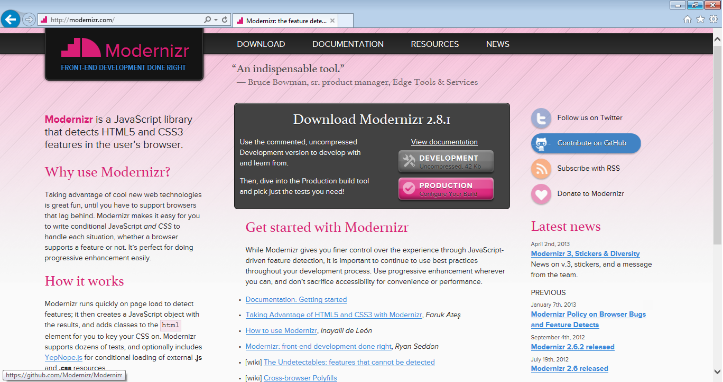 http://modernizr.com/
Modernizr: the feature dete...
DOWNLOAD DOCUMENTATION RESOURCES NEWS
Modernizr
FRONT-END DEVELOPMENT DONE RIGHT
“An indispensable tool.”
— Bruce Bowman, sr. product manager, Edge Tools & Services
Modernizr is a JavaScript library
that detects HTML5 and CSS3
features in the user's browser.
Why use Modernizr?
Taking advantage of cool new web technologies
is great fun, until you have to support browsers
that lag behind. Modernizr makes it easy for you
to write conditional JavaScript and CSS to
handle each situation, whether a browser
supports a feature or not. It's perfect for doing
progressive enhancement easily.
How it works
Modernizr runs quickly on page load to detect
features; it then creates a JavaScript object with
the results, and adds classes to the html
element for you to key your CSS on. Modernizr
supports dozens of tests, and optionally includes
YepNope.js for conditional loading of external .js
and .css resources.
https://github.com/Modernizr/Modernizr
Download Modernizr 2.8.1
Use the commented, uncompressed
Development version to develop with
and learn from.
Then, dive into the Production build tool
and pick just the tests you need!
View documentation
DEVELOPMENT
Uncompressed, 42 Kb
PRODUCTION
Configure Your Build
Get started with Modernizr
While Modernizr gives you finer control over the experience through JavaScript-
driven feature detection, it is important to continue to use best practices
throughout your development process. Use progressive enhancement wherever
you can, and don't sacrifice accessibility for convenience or performance.
Documentation: Getting started
Taking Advantage of HTML5 and CSS3 with Modernizr, Faruk Ateş
How to use Modernizr, Inayaili de León
Modernizr: front-end development done right, Ryan Seddon
[wiki] The Undetectables: features that cannot be detected
[wiki] Cross-browser Polyfills
Follow us on Twitter
Contribute on GitHub
Subscribe with RSS
Donate to Modernizr
Latest news
April 2nd, 2013
Modernizr 3, Stickers & Diversity
News on v.3, stickers, and a message
from the team.
PREVIOUS
January 7th, 2013
Modernizr Policy on Browser Bugs
and Feature Detects
September 4th, 2012
Modernizr 2.6.2 released
July 19th, 2012
Modernizr 2.6 released